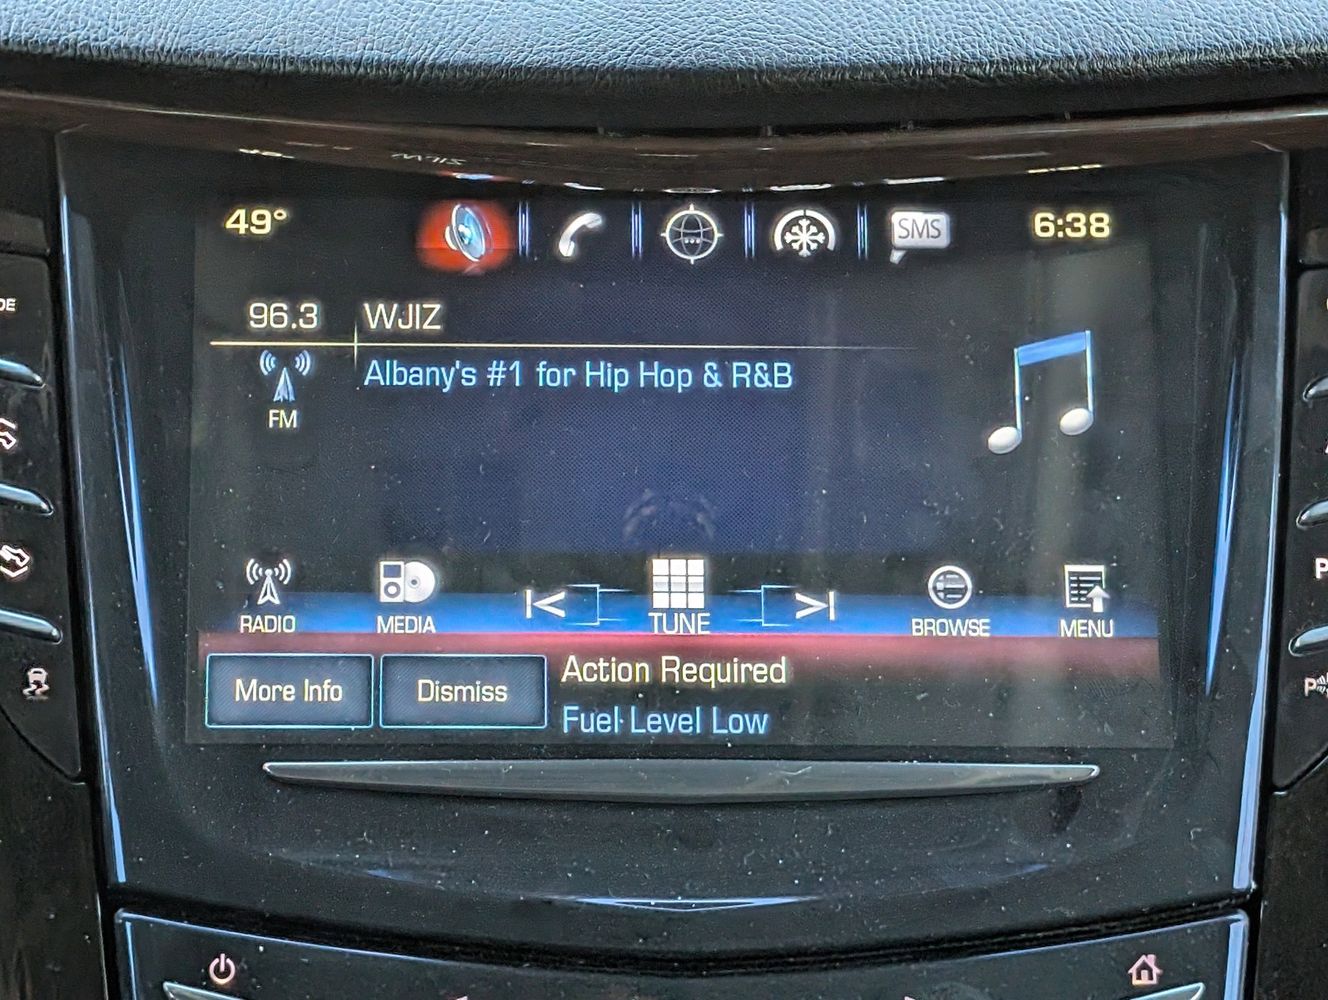 49°
SMS
6:38
96.3 WJIZ
FM
Albany's #1 for Hip Hop & R&B
RADIO
MEDIA
TUNE
BROWSE
MENU
More Info
Dismiss
Action Required
Fuel Level Low